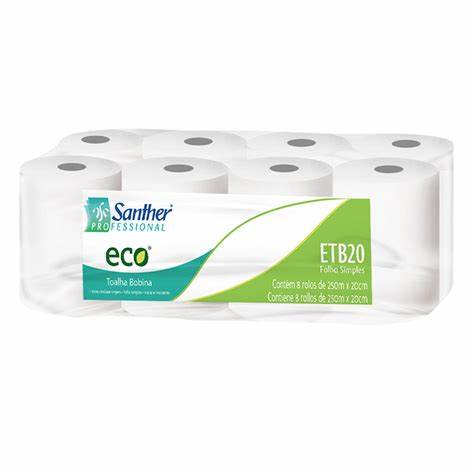 Santher®
PROFESSIONAL
eco®
Toalha Bobina
ETB20
Folha Simples
Contém 8 rolos de 250m x 20cm
Contiene 8 rollos de 250m x 20cm